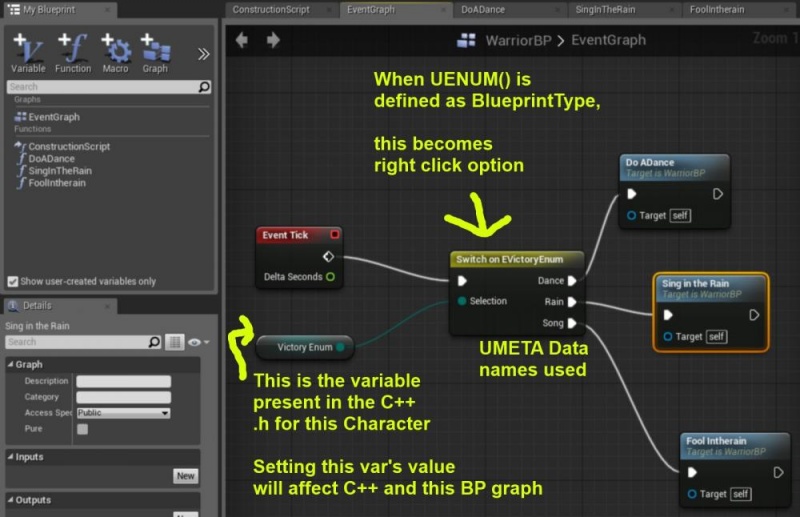 My Blueprint
ConstructionScript
EventGraph
DoADance
SingInTheRain
FoolIntherain
Variable
Function
Macro
Graph
WarriorBP > EventGraph
Zoom 1
Search
Graphs
EventGraph
Functions
ConstructionScript
DoADance
SingInTheRain
FoolIntherain
Show user-created variables only
When UENUM() is
defined as BlueprintType,
this becomes
right click option
Do ADance
Target is WarriorBP
Target self
Event Tick
Delta Seconds
Switch on EVictoryEnum
Dance
Selection
Rain
Song
Sing in the Rain
Target is WarriorBP
Target self
Victory Enum
UMETA Data
names used
This is the variable
present in the C++
.h for this Character
Setting this var's value
will affect C++ and this BP graph
Fool Intherain
Target is WarriorBP
Target self
Details
Sing in the Rain
Search
Graph
Description
Category
Access Spe
Public
Pure
Inputs
New
Outputs